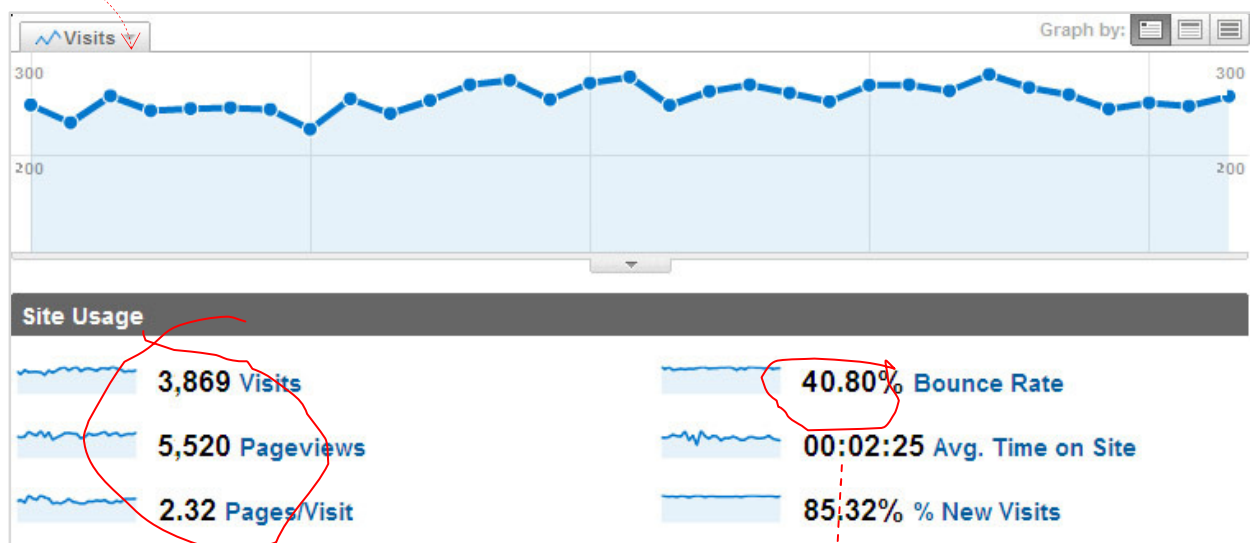 Visits
Graph by:
300 300
200 200
Site Usage
3,869 Visits 40.80% Bounce Rate
5,520 Pageviews 00:02:25 Avg. Time on Site
2.32 Pages/Visit 85.32% % New Visits